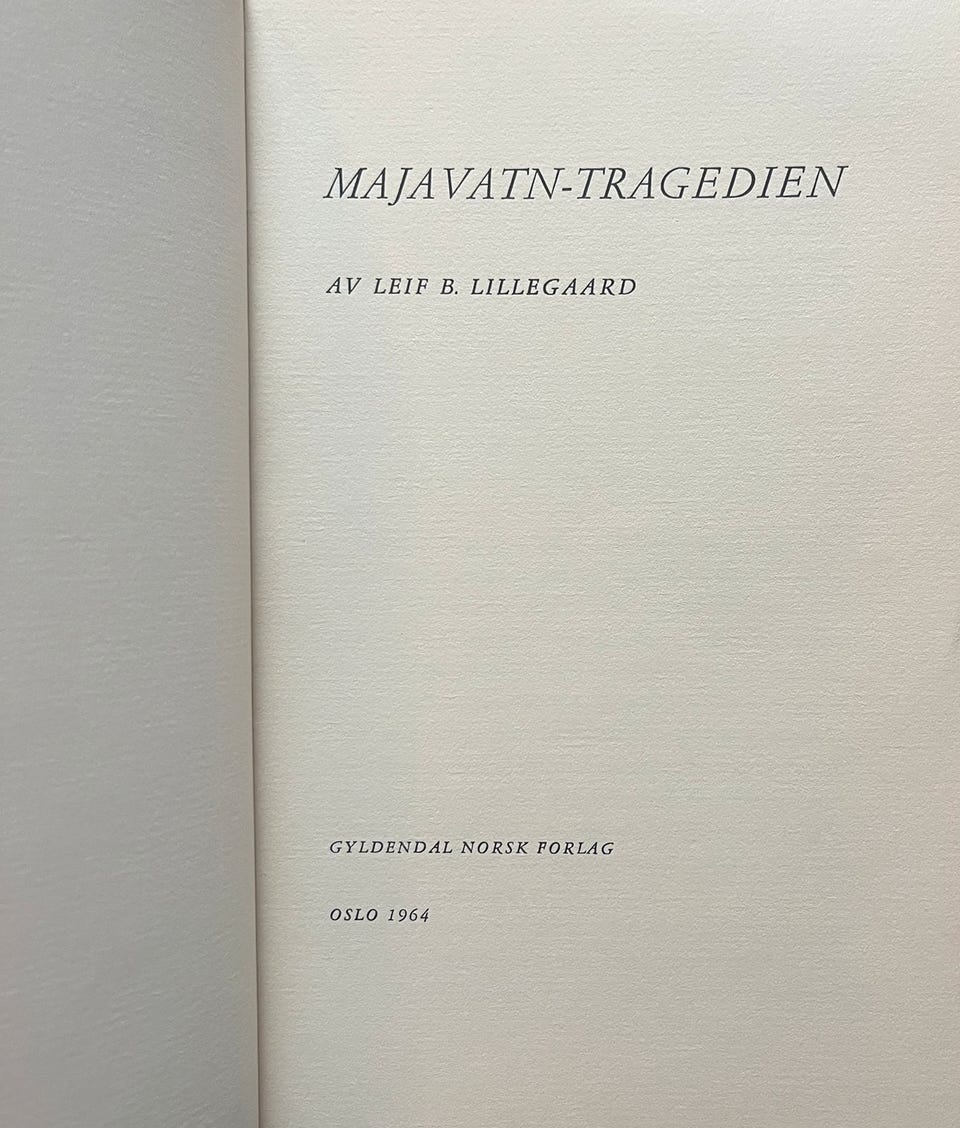 MAJAVATN-TRAGEDIEN
AV LEIF B. LILLEGAARD
GYLDENDAL NORSK FORLAG
OSLO 1964